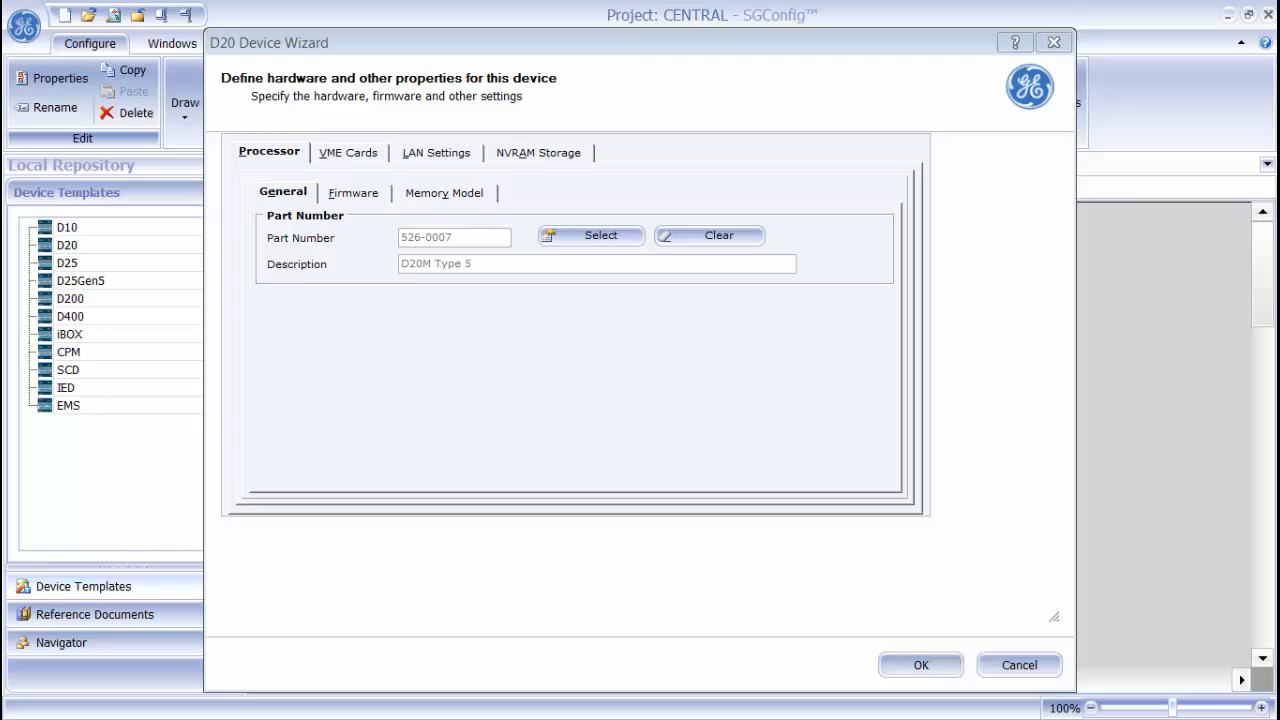 Project: CENTRAL - SGConfig™
Configure
Windows
Properties
Copy
Paste
Rename
Delete
Draw
Edit
Local Repository
Device Templates
D10
D20
D25
D25Gen5
D200
D400
iBOX
CPM
SCD
IED
EMS
Device Templates
Reference Documents
Navigator
D20 Device Wizard
Define hardware and other properties for this device
Specify the hardware, firmware and other settings
Processor
VME Cards
LAN Settings
NVRAM Storage
General
Firmware
Memory Model
Part Number
Part Number
526-0007
Select
Clear
Description
D20M Type 5
OK
Cancel
100%